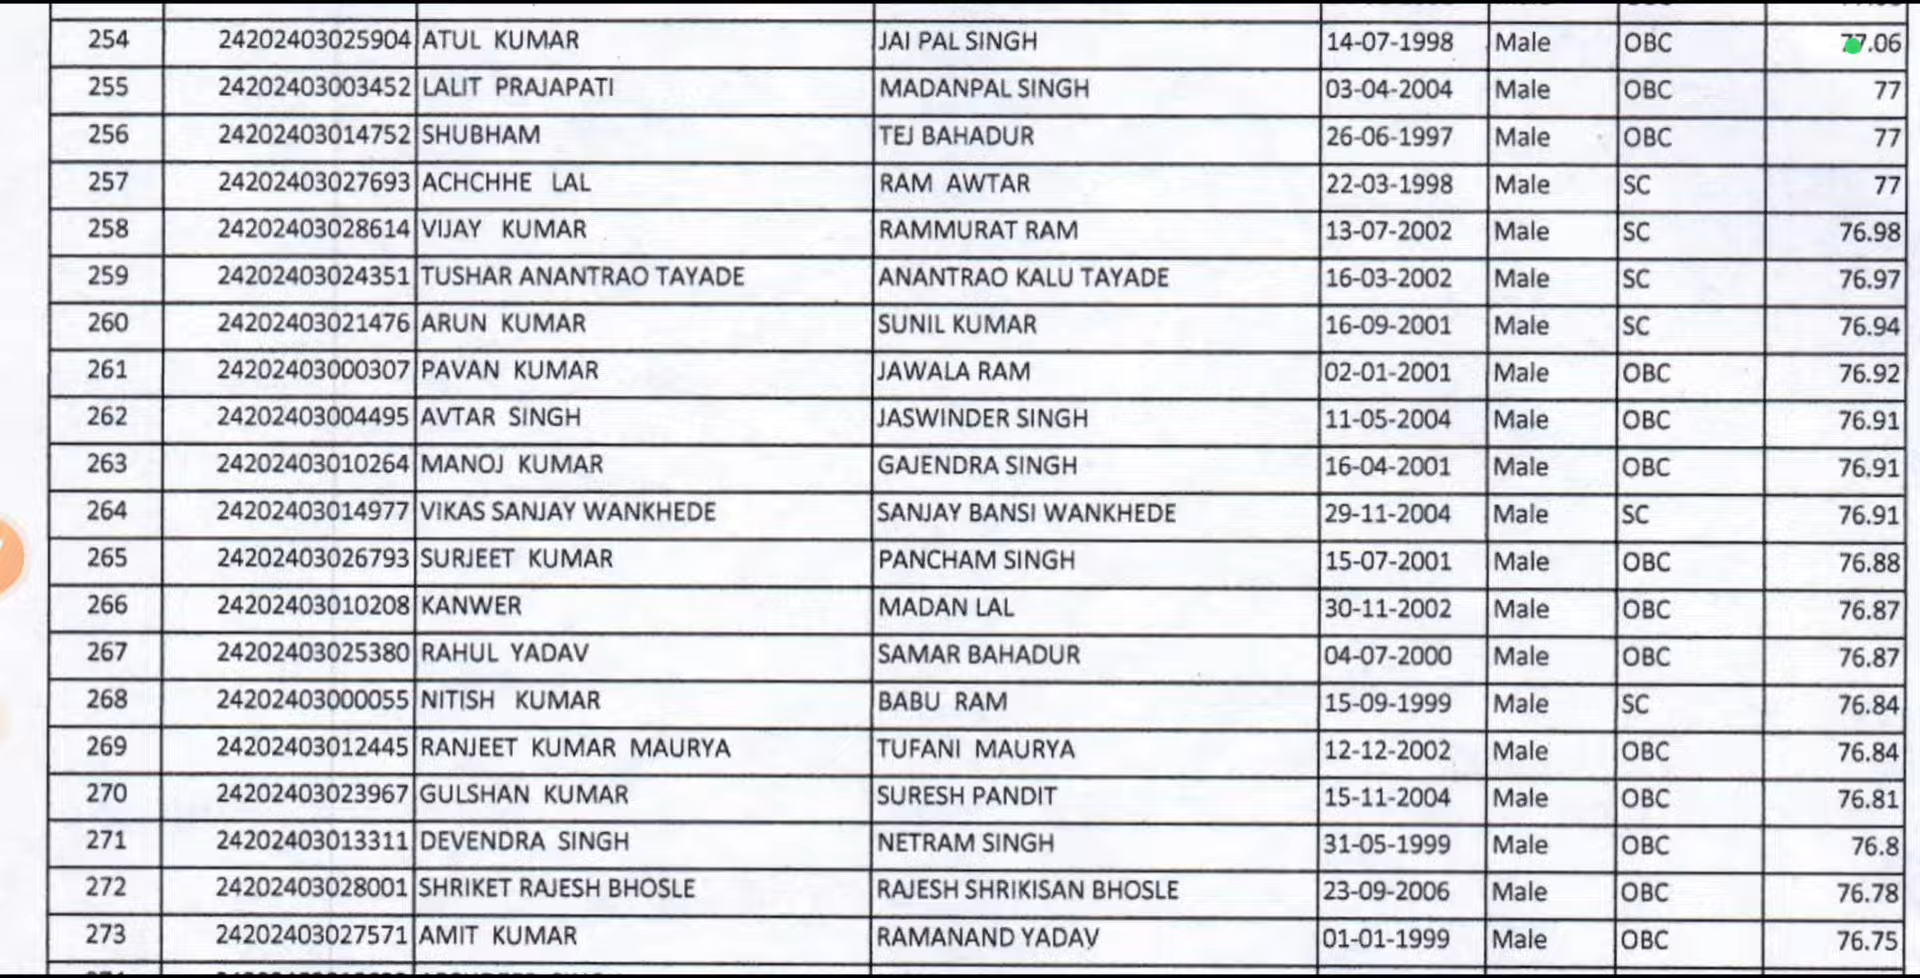 254 24202403025904 ATUL KUMAR JAI PAL SINGH 14-07-1998 Male OBC 77.06
255 24202403003452 LALIT PRAJAPATI MADANPAL SINGH 03-04-2004 Male OBC 77
256 24202403014752 SHUBHAM TEJ BAHADUR 26-06-1997 Male OBC 77
257 24202403027693 ACHCHHE LAL RAM AWTAR 22-03-1998 Male SC 77
258 24202403028614 VIJAY KUMAR RAMMURAT RAM 13-07-2002 Male SC 76.98
259 24202403024351 TUSHAR ANANTRAO TAYADE ANANTRAO KALU TAYADE 16-03-2002 Male SC 76.97
260 24202403021476 ARUN KUMAR SUNIL KUMAR 16-09-2001 Male SC 76.94
261 24202403000307 PAVAN KUMAR JAWALA RAM 02-01-2001 Male OBC 76.92
262 24202403004495 AVTAR SINGH JASWINDER SINGH 11-05-2004 Male OBC 76.91
263 24202403010264 MANOJ KUMAR GAJENDRA SINGH 16-04-2001 Male OBC 76.91
264 24202403014977 VIKAS SANJAY WANKHEDE SANJAY BANSI WANKHEDE 29-11-2004 Male SC 76.91
265 24202403026793 SURJEET KUMAR PANCHAM SINGH 15-07-2001 Male OBC 76.88
266 24202403010208 KANWER MADAN LAL 30-11-2002 Male OBC 76.87
267 24202403025380 RAHUL YADAV SAMAR BAHADUR 04-07-2000 Male OBC 76.87
268 24202403000055 NITISH KUMAR BABU RAM 15-09-1999 Male SC 76.84
269 24202403012445 RANJEET KUMAR MAURYA TUFANI MAURYA 12-12-2002 Male OBC 76.84
270 24202403023967 GULSHAN KUMAR SURESH PANDIT 15-11-2004 Male OBC 76.81
271 24202403013311 DEVENDRA SINGH NETRAM SINGH 31-05-1999 Male OBC 76.8
272 24202403028001 SHRIKET RAJESH BHOSLE RAJESH SHRIKISAN BHOSLE 23-09-2006 Male OBC 76.78
273 24202403027571 AMIT KUMAR RAMANAND YADAV 01-01-1999 Male OBC 76.75